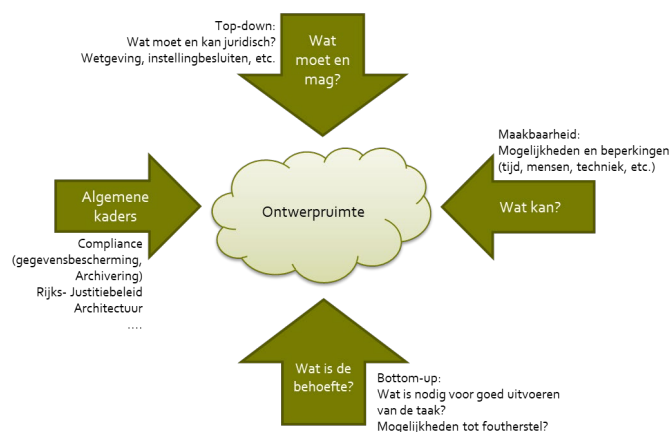 Top-down:
Wat moet en kan juridisch?
Wetgeving, instellingbesluiten, etc.
Wat
moet en
mag?
Maakbaarheid:
Mogelijkheden en beperkingen
(tijd, mensen, techniek, etc.)
Algemene
kaders
Ontwerpruimte
Wat kan?
Compliance
(gegevensbescherming,
Archivering)
Rijks- Justitiebeleid
Architectuur
....
Wat is de
behoefte?
Bottom-up:
Wat is nodig voor goed uitvoeren
van de taak?
Mogelijkheden tot foutherstel?